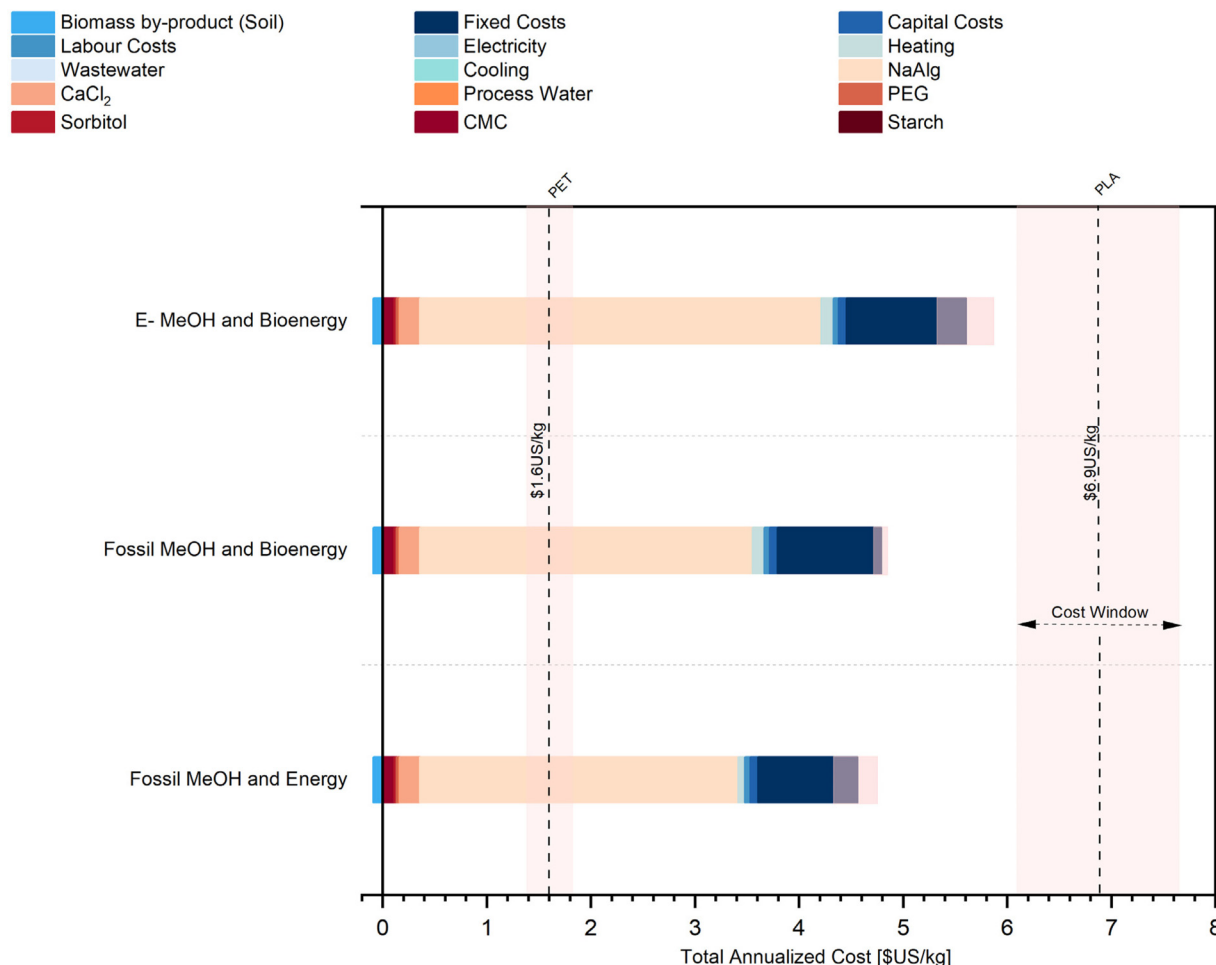 Biomass by-product (Soil)
Fixed Costs
Capital Costs
Labour Costs
Electricity
Heating
Wastewater
Cooling
NaAlg
CaCl₂
Process Water
PEG
Sorbitol
CMC
Starch
PET
PLA
E- MeOH and Bioenergy
$1.6US/kg
$6.9US/kg
Fossil MeOH and Bioenergy
Cost Window
Fossil MeOH and Energy
0 1 2 3 4 5 6 7 8
Total Annualized Cost [$US/kg]